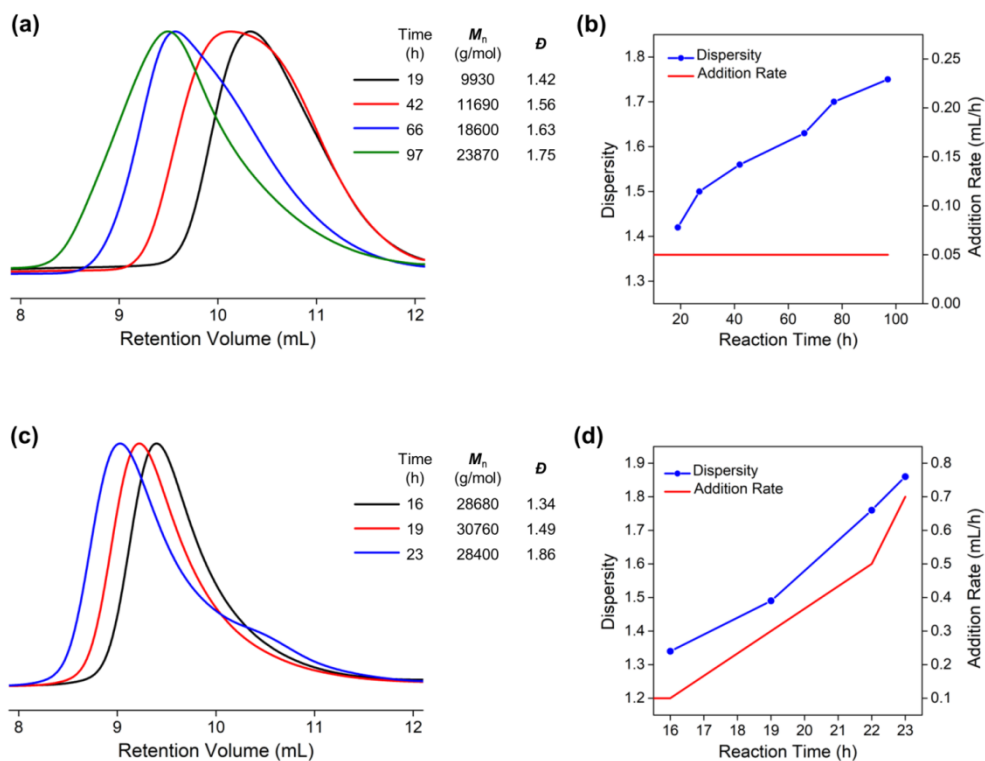 (a)
Time Mn Đ
(h) (g/mol)
19 9930 1.42
42 11690 1.56
66 18600 1.63
97 23870 1.75
8 9 10 11 12
Retention Volume (mL)
(b)
Dispersity
Addition Rate
1.8
1.7
1.6
1.5
1.4
1.3
Dispersity
0.25
0.20
0.15
0.10
0.05
0.00
Addition Rate (mL/h)
20 40 60 80 100
Reaction Time (h)
(c)
Time Mn Đ
(h) (g/mol)
16 28680 1.34
19 30760 1.49
23 28400 1.86
8 9 10 11 12
Retention Volume (mL)
(d)
Dispersity
Addition Rate
1.9
1.8
1.7
1.6
1.5
1.4
1.3
1.2
Dispersity
0.8
0.7
0.6
0.5
0.4
0.3
0.2
0.1
Addition Rate (mL/h)
16 17 18 19 20 21 22 23
Reaction Time (h)